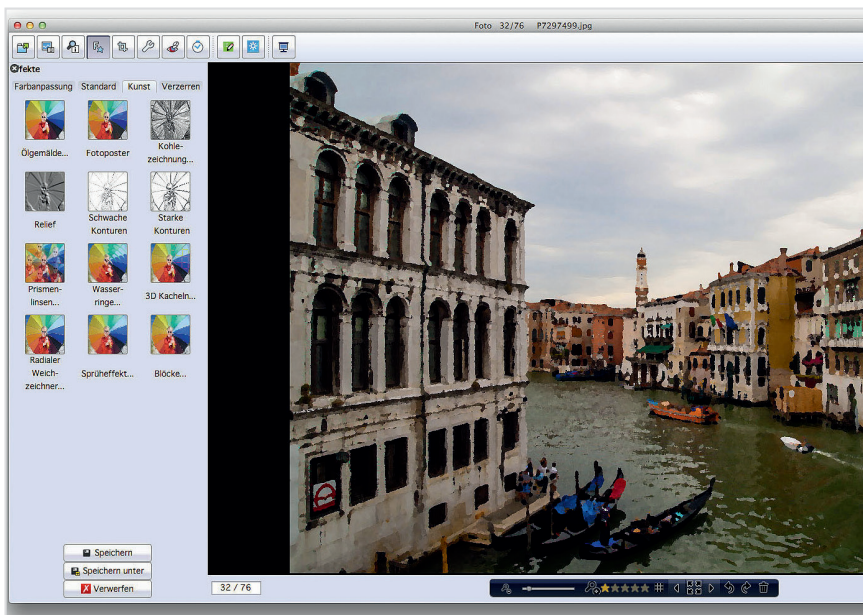 Foto 32/76 P7297499.jpg
ffekte
Farbanpassung Standard Kunst Verzerren
Ölgemälde...
Fotoposter
Kohle-
zeichnung...
Relief
Schwache
Konturen
Starke
Konturen
Prismen-
linsen...
Wasser-
ringe...
3D Kacheln...
Radialer
Weich-
zeichner...
Sprüheffekt...
Blöcke...
Speichern
Speichern unter
Verwerfen
32 / 76